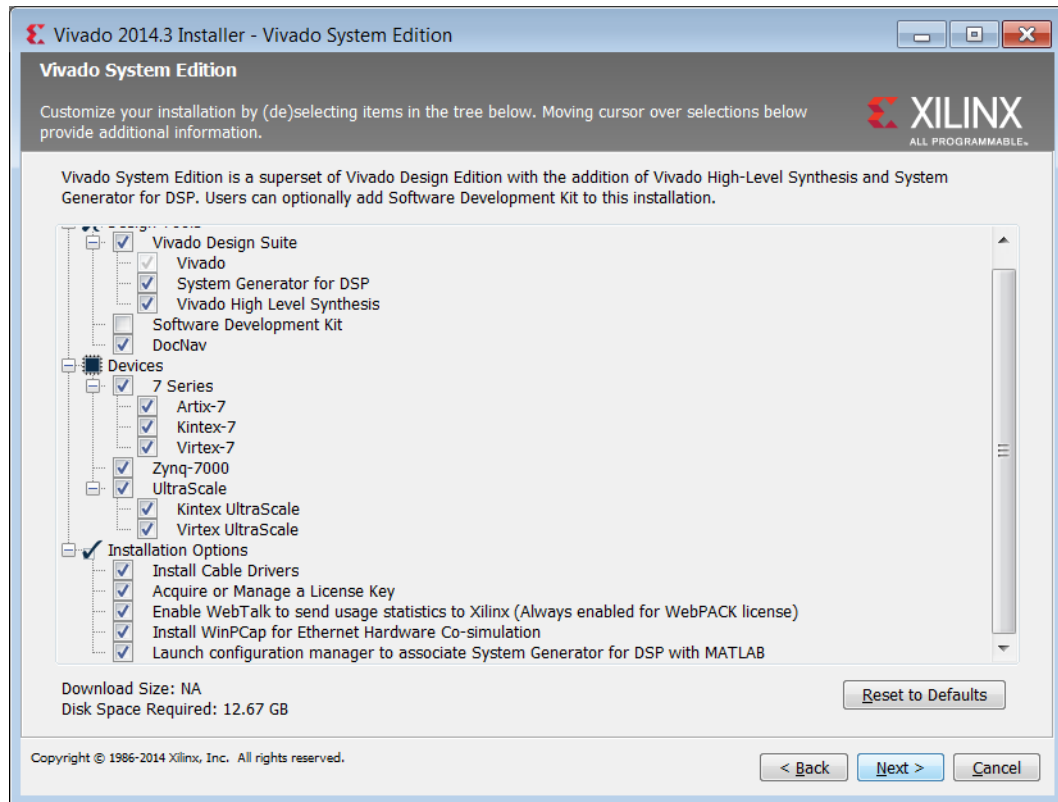 Vivado 2014.3 Installer - Vivado System Edition
Vivado System Edition
Customize your installation by (de)selecting items in the tree below. Moving cursor over selections below
provide additional information.
XILINX
ALL PROGRAMMABLE™
Vivado System Edition is a superset of Vivado Design Edition with the addition of Vivado High-Level Synthesis and System
Generator for DSP. Users can optionally add Software Development Kit to this installation.
Design Tools
Vivado Design Suite
Vivado
System Generator for DSP
Vivado High Level Synthesis
Software Development Kit
DocNav
Devices
7 Series
Artix-7
Kintex-7
Virtex-7
Zynq-7000
UltraScale
Kintex UltraScale
Virtex UltraScale
Installation Options
Install Cable Drivers
Acquire or Manage a License Key
Enable WebTalk to send usage statistics to Xilinx (Always enabled for WebPACK license)
Install WinPCap for Ethernet Hardware Co-simulation
Launch configuration manager to associate System Generator for DSP with MATLAB
Download Size: NA
Disk Space Required: 12.67 GB
Reset to Defaults
Copyright © 1986-2014 Xilinx, Inc. All rights reserved.
< Back
Next >
Cancel